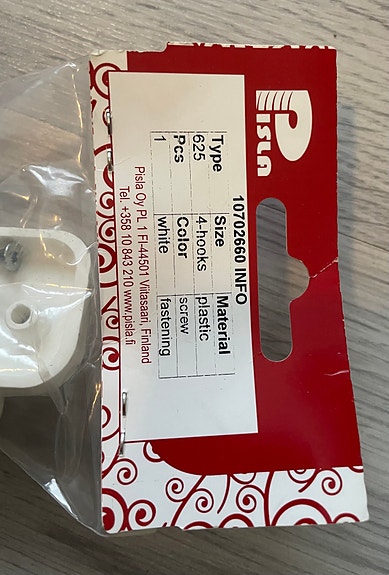 PISLA
10702660 INFO
Type Size Material
625 4-hooks plastic
Pcs Color screw
1 white fastening
Pisla Oy PL 1 FI-44501 Viitasaari, Finland
Tel. +358 10 843 210 www.pisla.fi